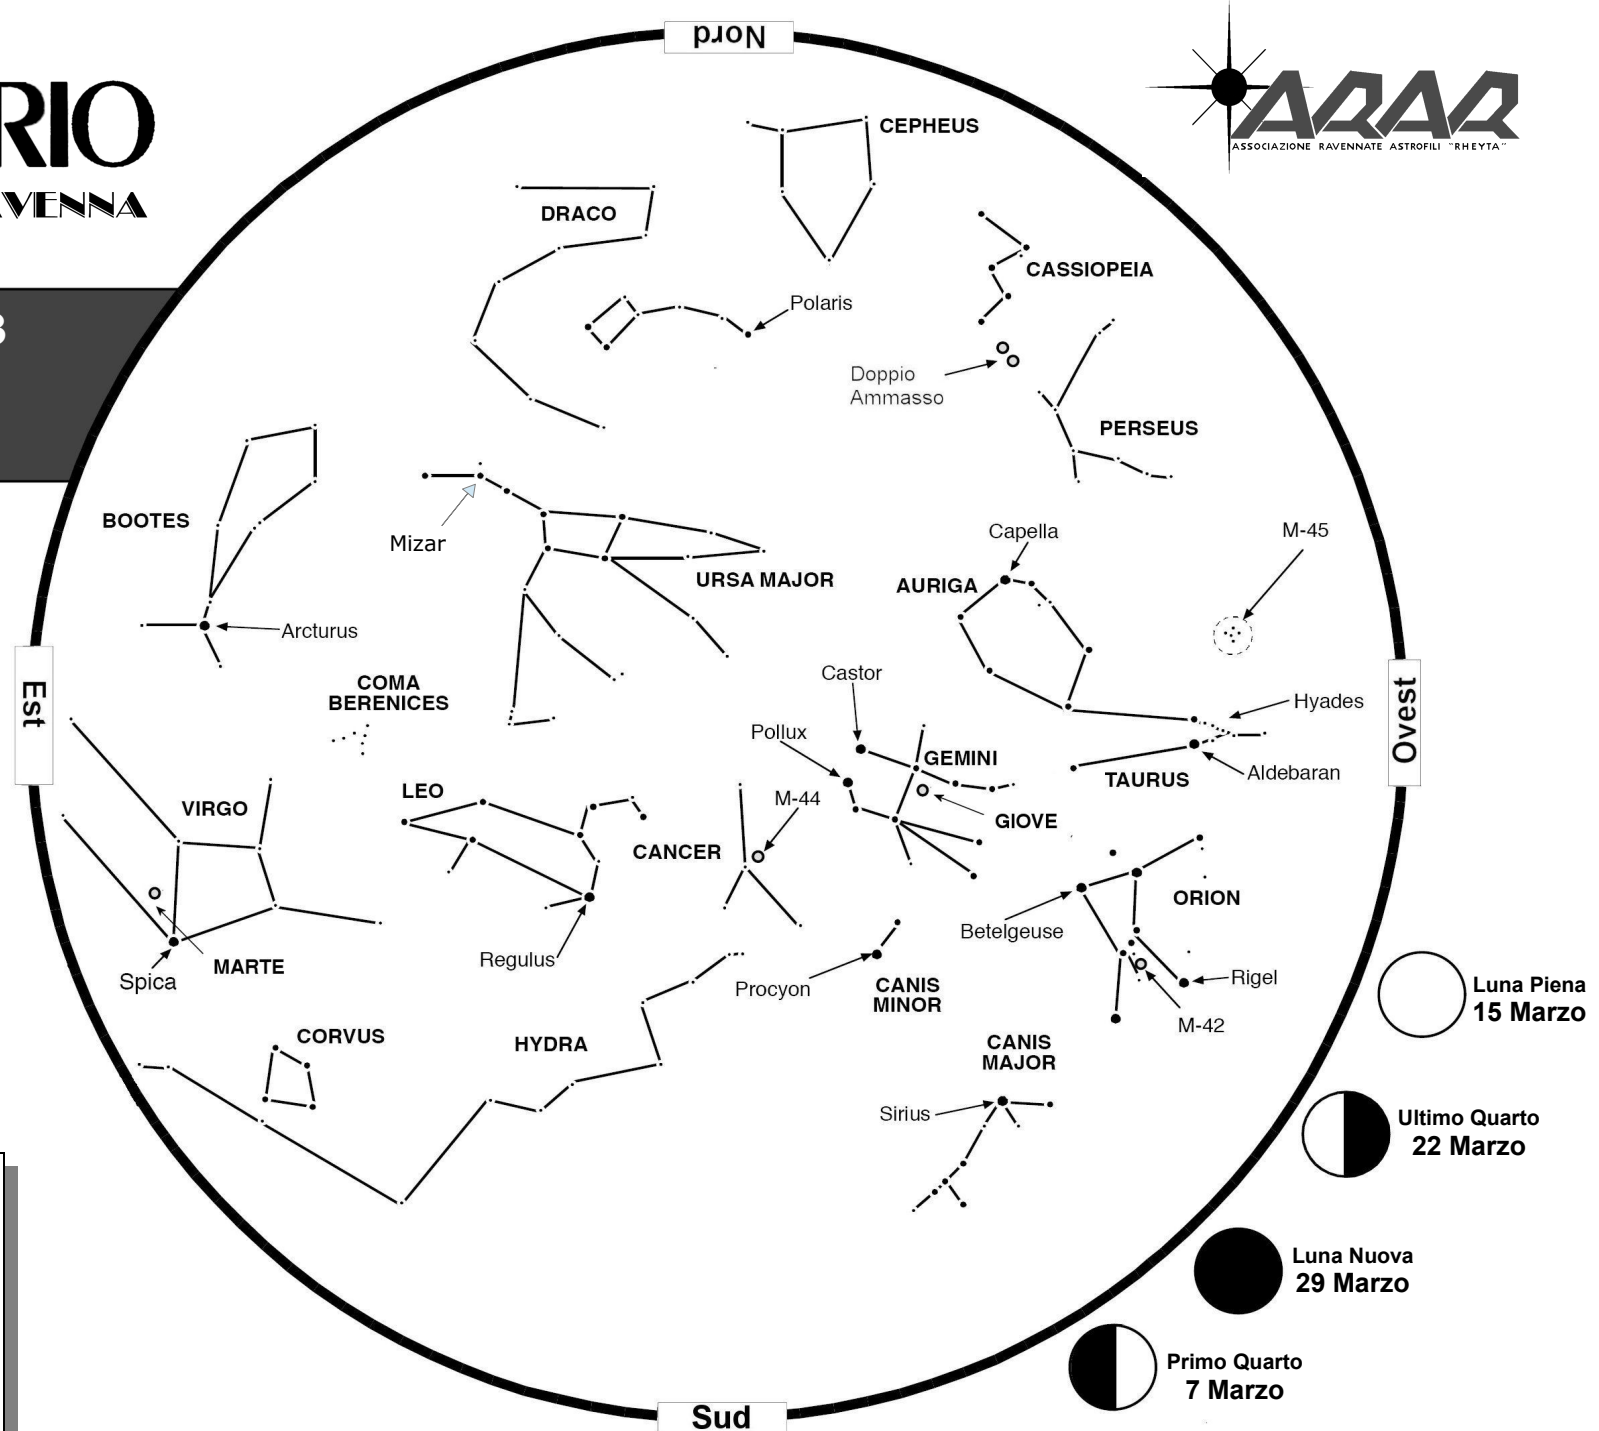 Nord
RIO
AVENNA
ARAR
ASSOCIAZIONE RAVENNATE ASTROFILI "RHEYTA"
CEPHEUS
DRACO
CASSIOPEIA
Polaris
Doppio
Ammasso
PERSEUS
BOOTES
Mizar
Capella
M-45
URSA MAJOR
AURIGA
Arcturus
COMA
BERENICES
Castor
Est
Ovest
Hyades
Pollux
GEMINI
Aldebaran
TAURUS
LEO
M-44
VIRGO
GIOVE
CANCER
ORION
Betelgeuse
Regulus
MARTE
Spica
Procyon
CANIS
MINOR
Rigel
M-42
CORVUS
HYDRA
CANIS
MAJOR
Sirius
Luna Piena
15 Marzo
Ultimo Quarto
22 Marzo
Luna Nuova
29 Marzo
Primo Quarto
7 Marzo
Sud